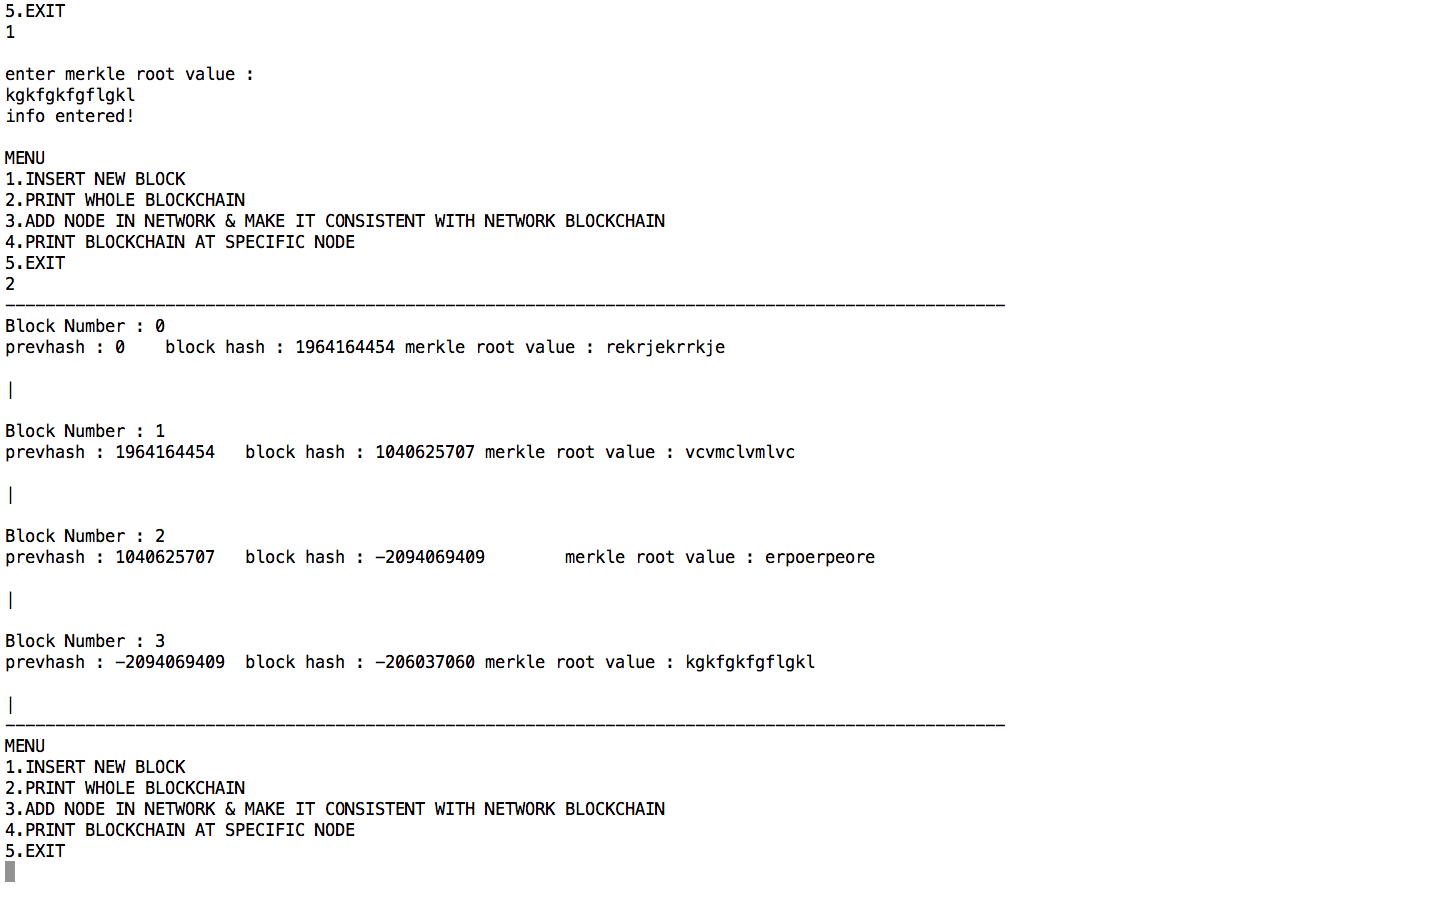 5.EXIT
1
enter merkle root value :
kgkfgkfgflgkl
info entered!
MENU
1.INSERT NEW BLOCK
2.PRINT WHOLE BLOCKCHAIN
3.ADD NODE IN NETWORK & MAKE IT CONSISTENT WITH NETWORK BLOCKCHAIN
4.PRINT BLOCKCHAIN AT SPECIFIC NODE
5.EXIT
2
----------------------------------------------------------------------------------------------------
Block Number : 0
prevhash : 0    block hash : 1964164454 merkle root value : rekrjekrrkje
|
Block Number : 1
prevhash : 1964164454   block hash : 1040625707 merkle root value : vcvmclvmlvc
|
Block Number : 2
prevhash : 1040625707   block hash : -2094069409        merkle root value : erpoerpeore
|
Block Number : 3
prevhash : -2094069409  block hash : -206037060 merkle root value : kgkfgkfgflgkl
|
----------------------------------------------------------------------------------------------------
MENU
1.INSERT NEW BLOCK
2.PRINT WHOLE BLOCKCHAIN
3.ADD NODE IN NETWORK & MAKE IT CONSISTENT WITH NETWORK BLOCKCHAIN
4.PRINT BLOCKCHAIN AT SPECIFIC NODE
5.EXIT